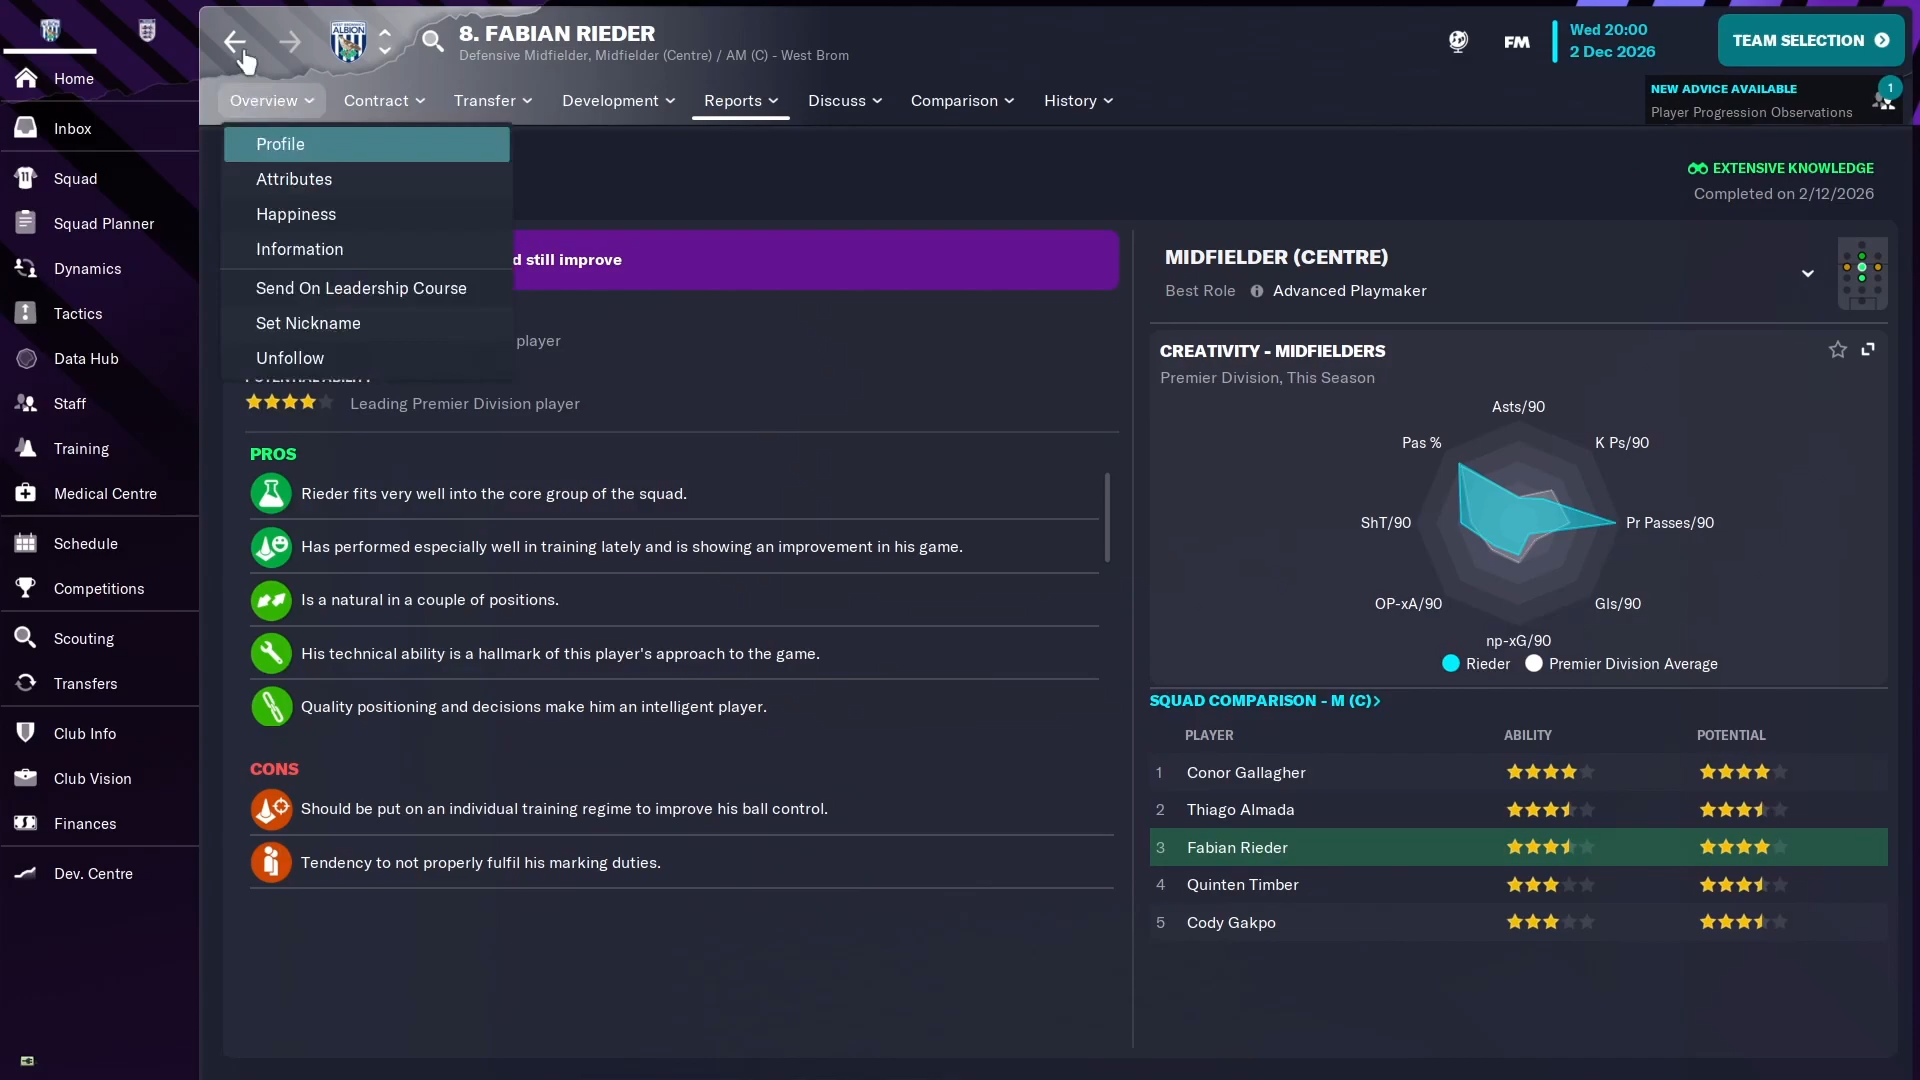 8. FABIAN RIEDER
Defensive Midfielder, Midfielder (Centre) / AM (C) - West Brom
ALBION
FM
Wed 20:00
2 Dec 2026
TEAM SELECTION
NEW ADVICE AVAILABLE
Player Progression Observations
1
Overview
Contract
Transfer
Development
Reports
Discuss
Comparison
History
Home
Inbox
Squad
Squad Planner
Dynamics
Tactics
Data Hub
Staff
Training
Medical Centre
Schedule
Competitions
Scouting
Transfers
Club Info
Club Vision
Finances
Dev. Centre
Profile
Attributes
Happiness
Information
Send On Leadership Course
Set Nickname
Unfollow
EXTENSIVE KNOWLEDGE
Completed on 2/12/2026
d still improve
player
POTENTIAL ABILITY
Leading Premier Division player
PROS
Rieder fits very well into the core group of the squad.
Has performed especially well in training lately and is showing an improvement in his game.
Is a natural in a couple of positions.
His technical ability is a hallmark of this player's approach to the game.
Quality positioning and decisions make him an intelligent player.
CONS
Should be put on an individual training regime to improve his ball control.
Tendency to not properly fulfil his marking duties.
MIDFIELDER (CENTRE)
Best Role Advanced Playmaker
CREATIVITY - MIDFIELDERS
Premier Division, This Season
Asts/90
Pas %
K Ps/90
ShT/90
Pr Passes/90
OP-xA/90
Gls/90
np-xG/90
Rieder Premier Division Average
SQUAD COMPARISON - M (C)
PLAYER ABILITY POTENTIAL
1 Conor Gallagher
2 Thiago Almada
3 Fabian Rieder
4 Quinten Timber
5 Cody Gakpo